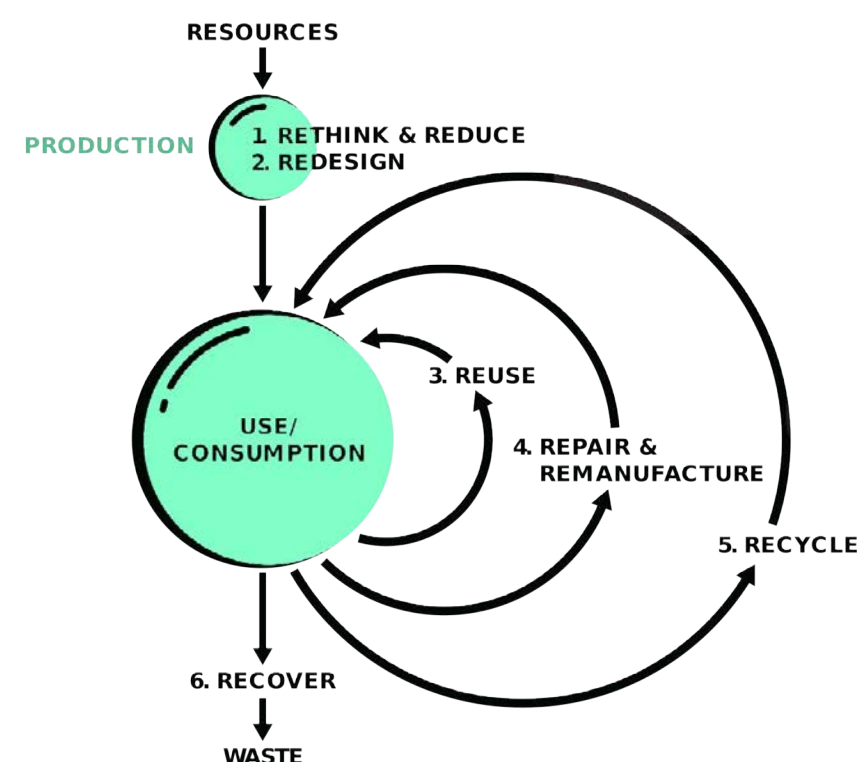 RESOURCES
PRODUCTION
1. RETHINK & REDUCE
2. REDESIGN
USE/
CONSUMPTION
3. REUSE
4. REPAIR &
REMANUFACTURE
5. RECYCLE
6. RECOVER
WASTE